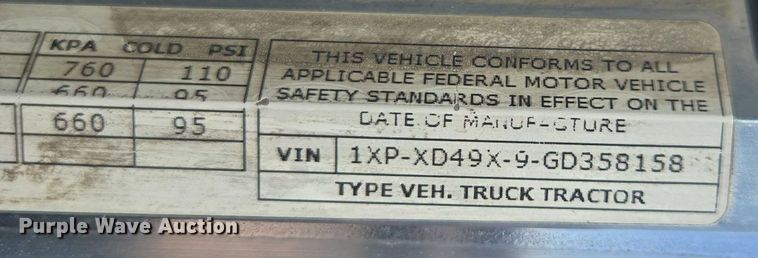 KPA COLD PSI
760 110
660 95
660 95
THIS VEHICLE CONFORMS TO ALL
APPLICABLE FEDERAL MOTOR VEHICLE
SAFETY STANDARDS IN EFFECT ON THE
DATE OF MANUFACTURE
VIN 1XP-XD49X-9-GD358158
TYPE VEH. TRUCK TRACTOR
Purple Wave Auction